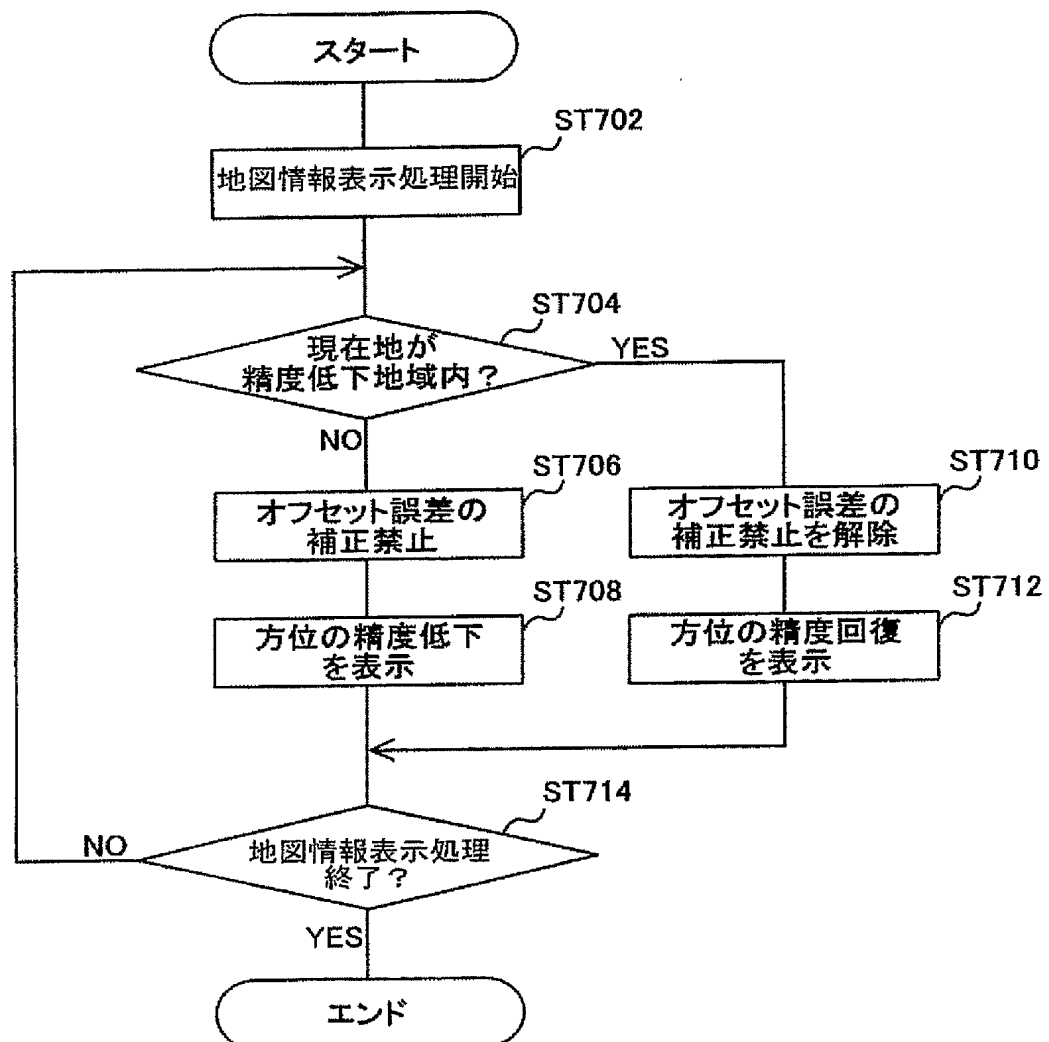 スタート
ST702
地図情報表示処理開始
ST704
現在地が
精度低下地域内？
YES
NO
ST706
オフセット誤差の
補正禁止
ST710
オフセット誤差の
補正禁止を解除
ST708
方位の精度低下
を表示
ST712
方位の精度回復
を表示
ST714
地図情報表示処理
終了？
NO
YES
エンド